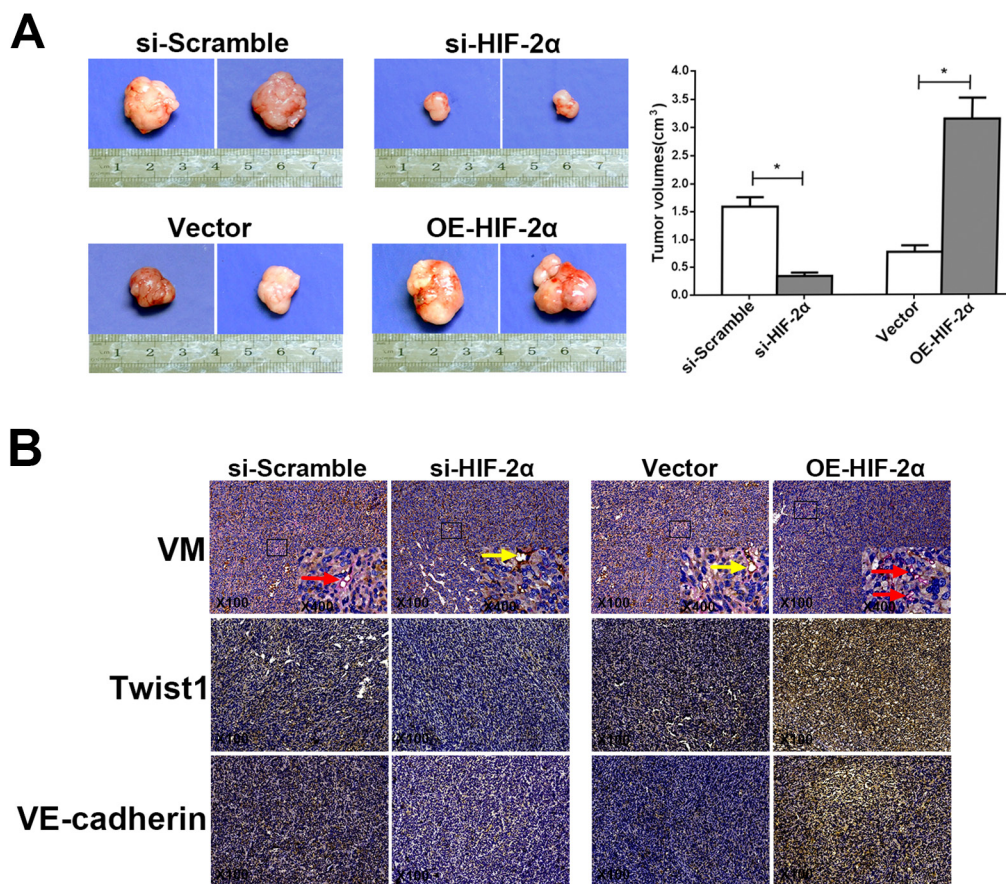 A
si-Scramble
si-HIF-2α
1 2 3 4 5 6 7
1 2 3 4 5 6 7
Vector
OE-HIF-2α
1 2 3 4 5 6 7
1 2 3 4 5 6 7
Tumor volumes(cm3)
4.0
3.5
3.0
2.5
2.0
1.5
1.0
0.5
0.0
*
*
si-Scramble
si-HIF-2α
Vector
OE-HIF-2α
B
si-Scramble
si-HIF-2α
Vector
OE-HIF-2α
VM
X100
X400
X100
X400
X100
X400
X100
X400
Twist1
X100
X100
X100
X100
VE-cadherin
X100
X100
X100
X100